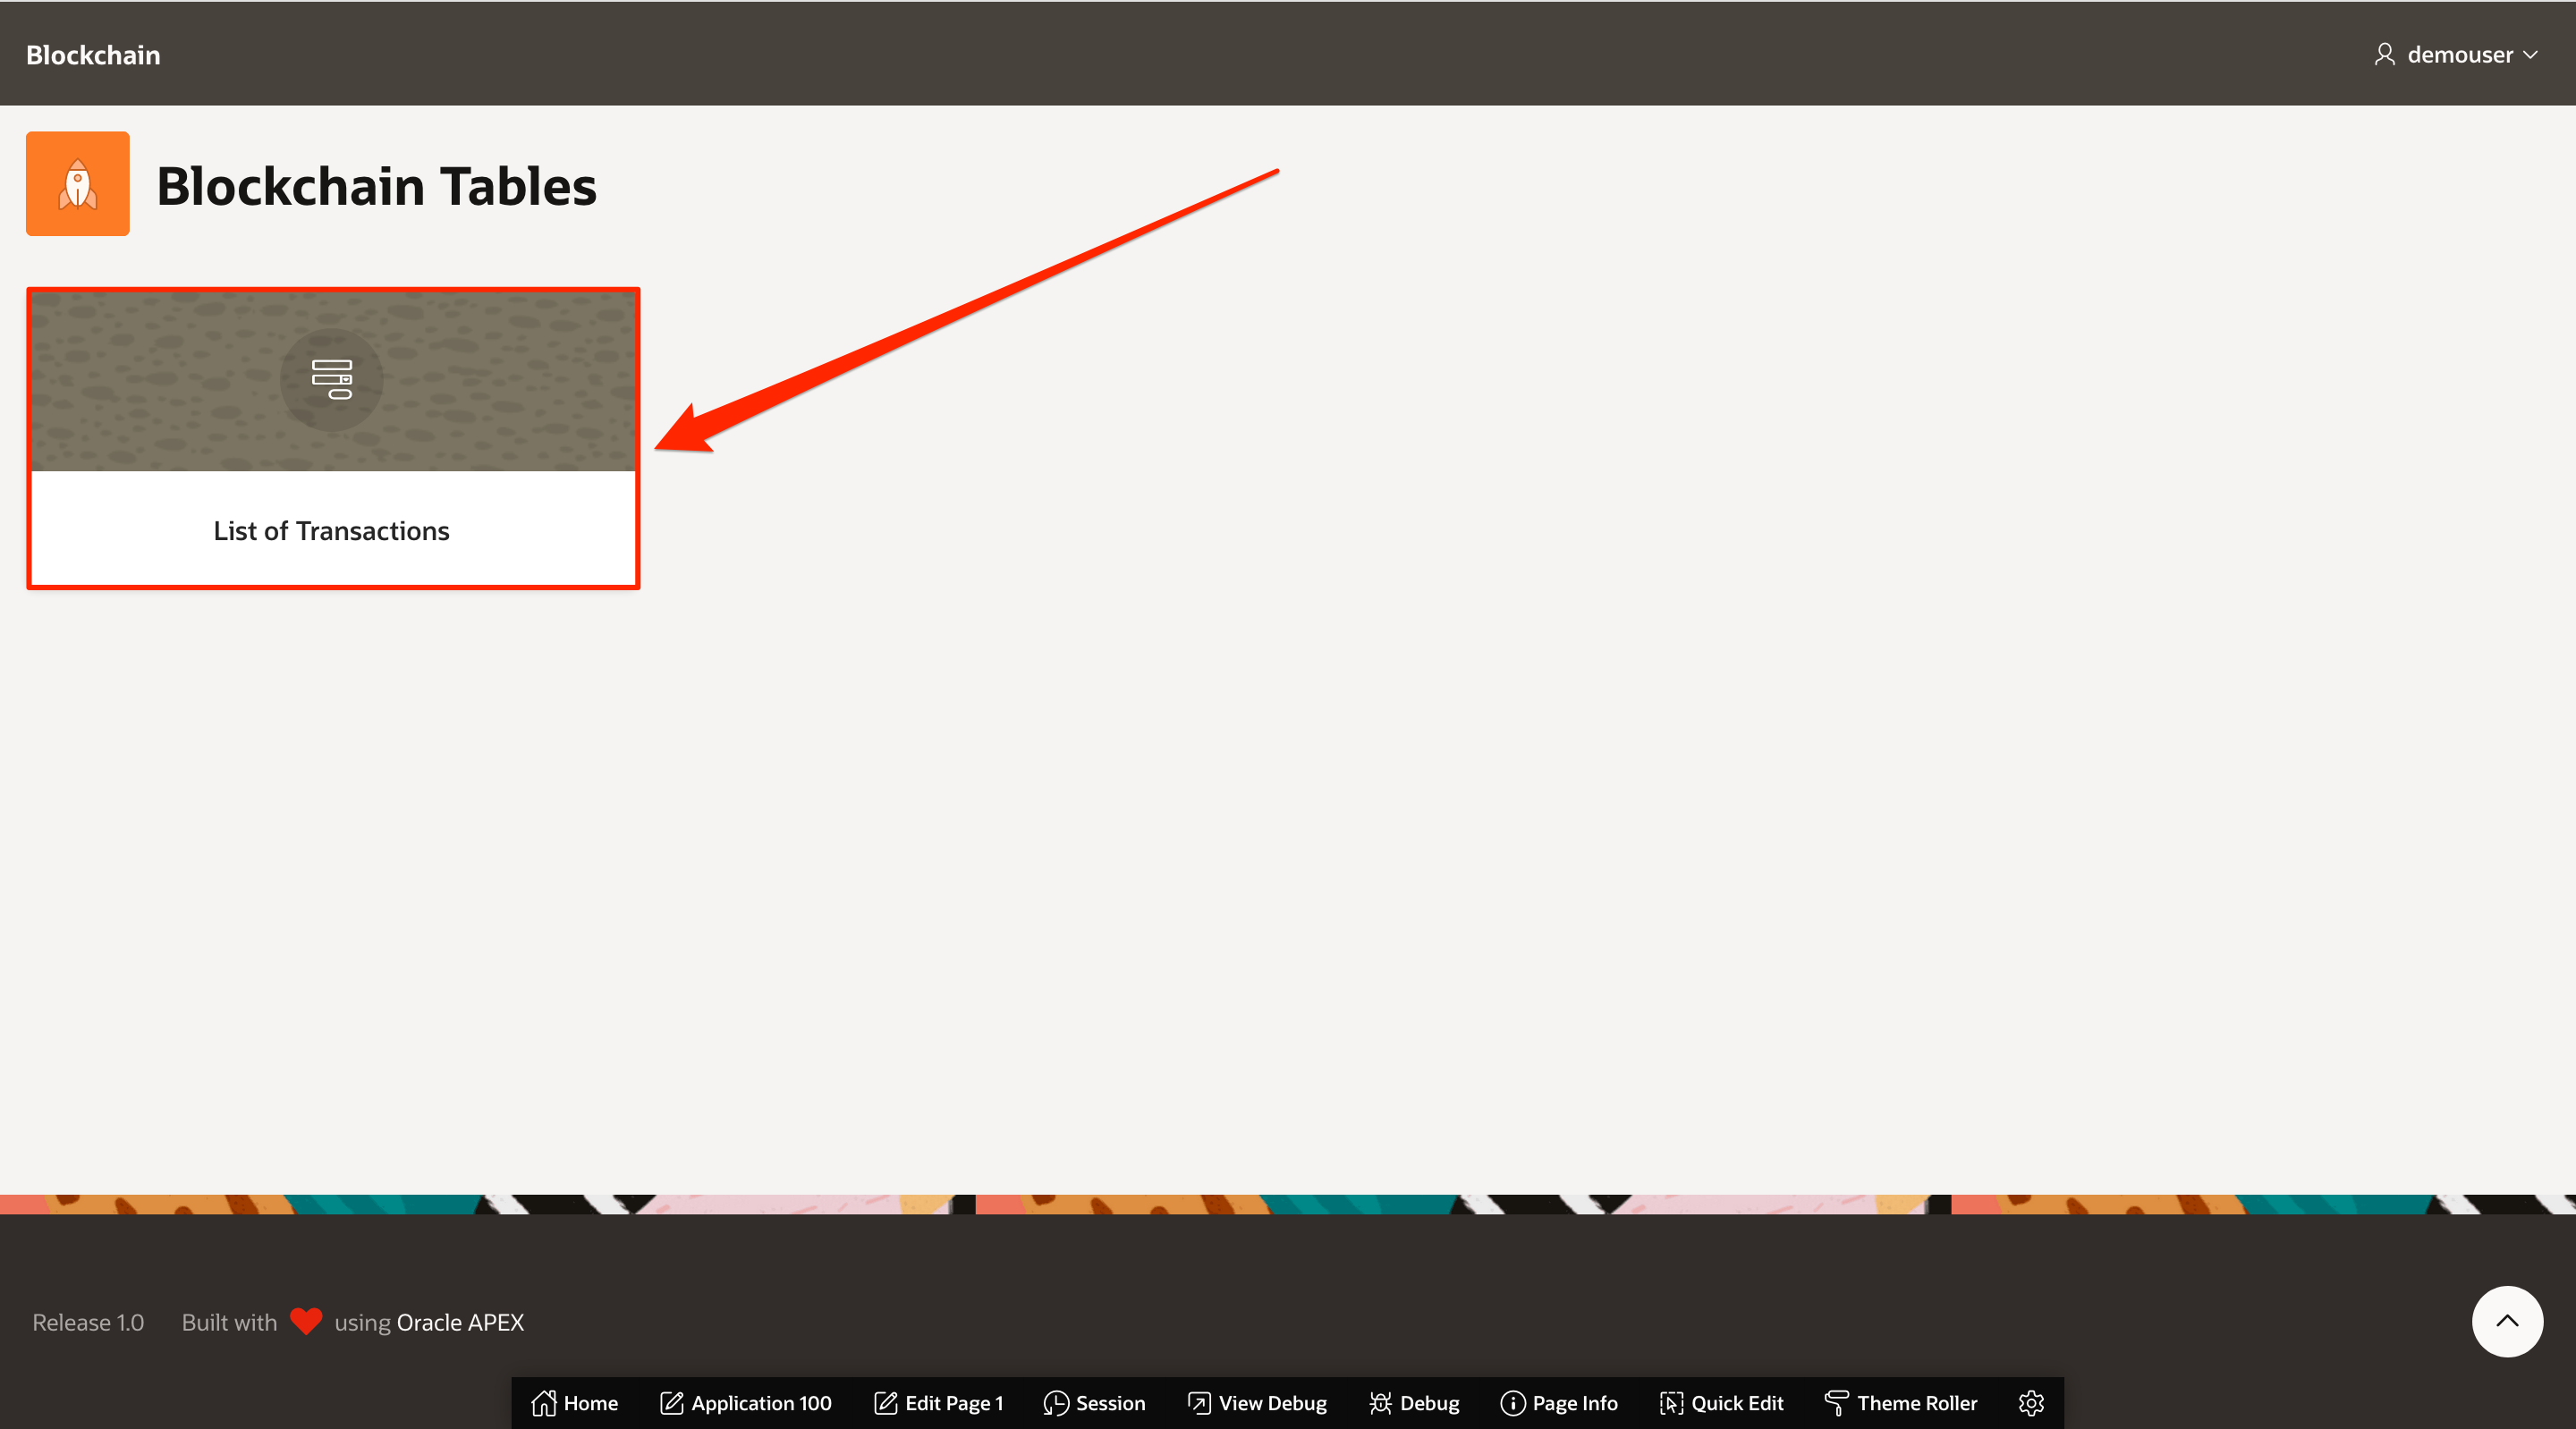 Blockchain
demouser
Blockchain Tables
List of Transactions
Release 1.0 Built with using Oracle APEX
Home Application 100 Edit Page 1 Session View Debug Debug Page Info Quick Edit Theme Roller